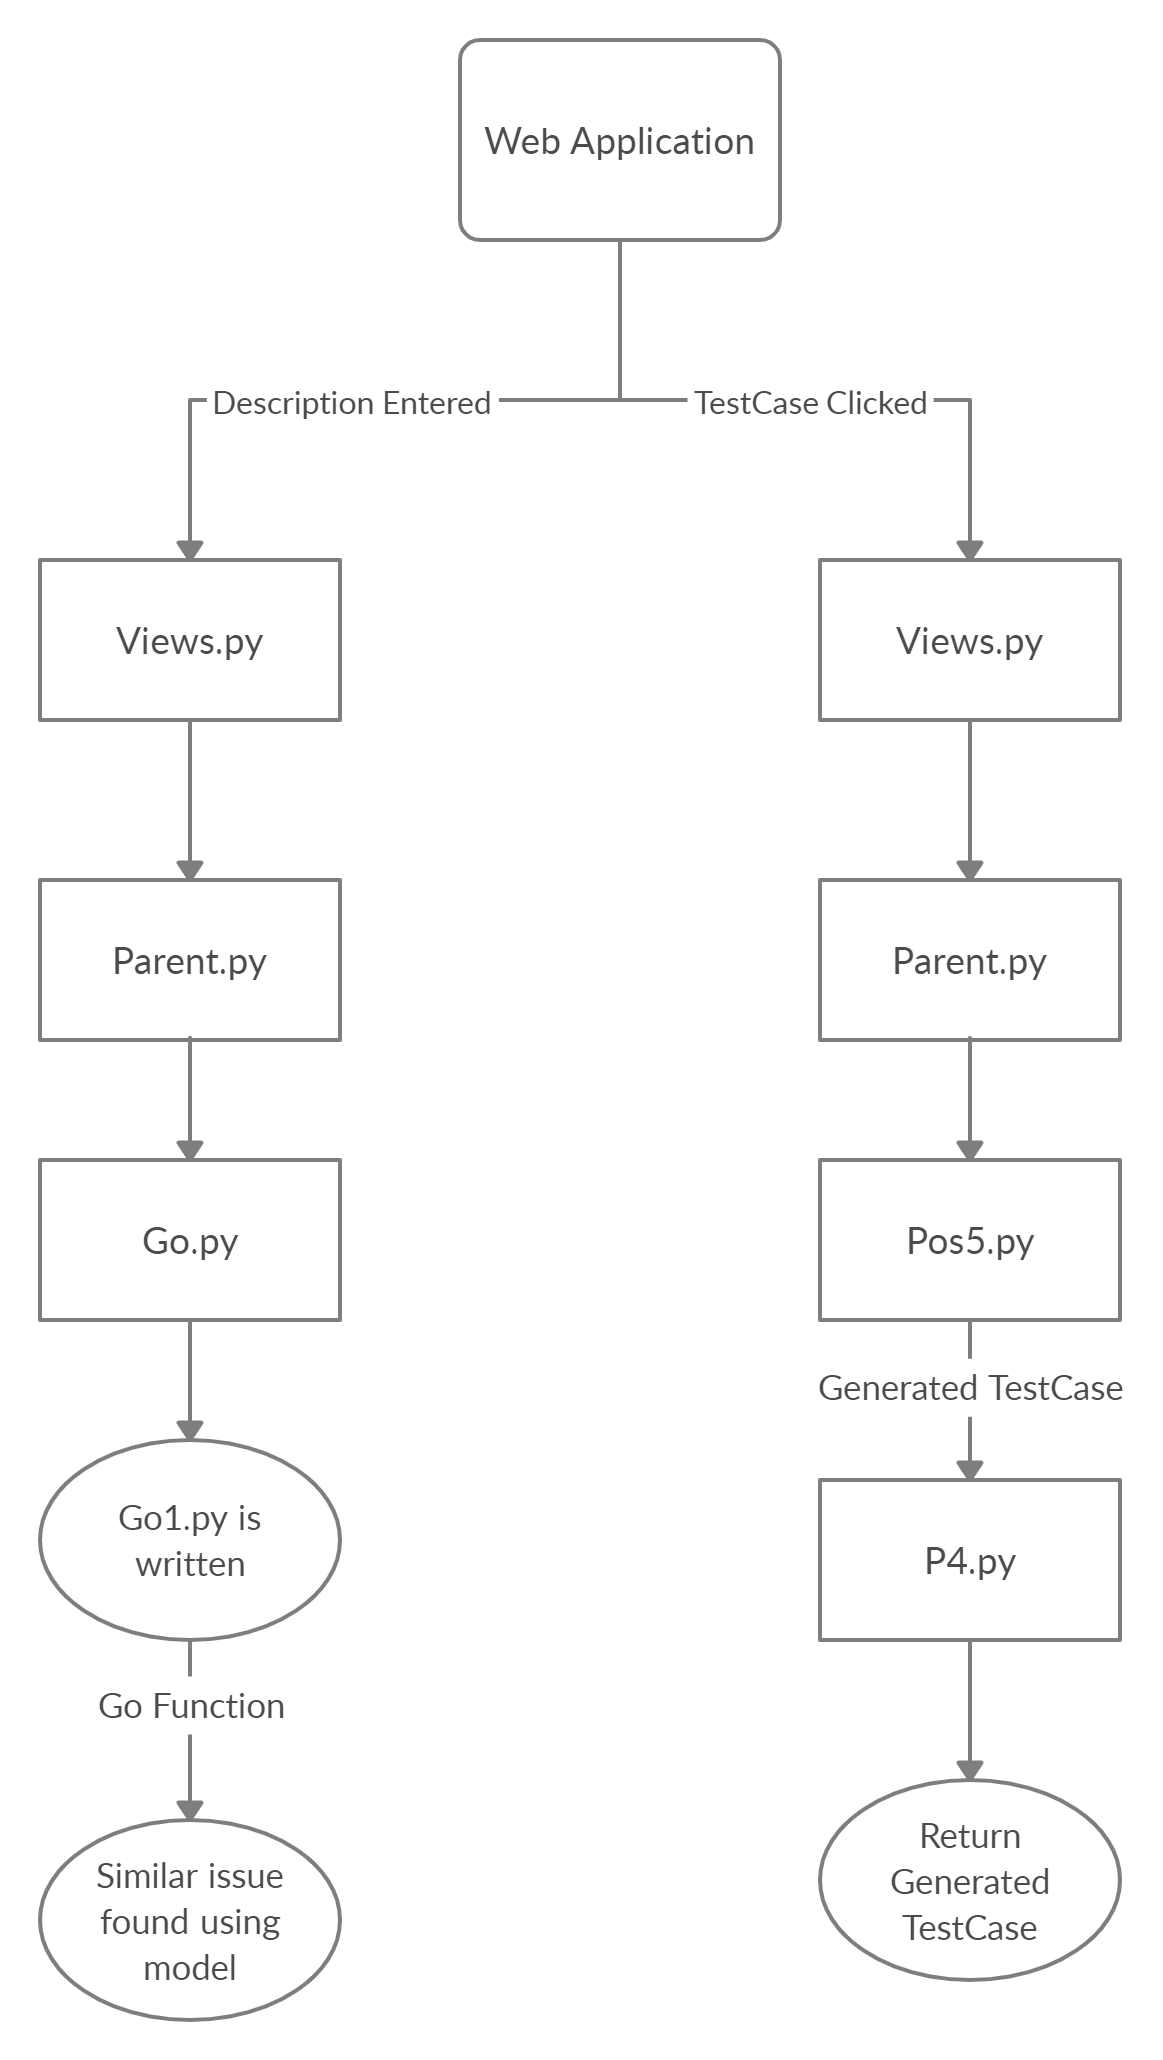 Web Application
Description Entered
TestCase Clicked
Views.py
Views.py
Parent.py
Parent.py
Go.py
Pos5.py
Generated TestCase
Go1.py is
written
P4.py
Go Function
Similar issue
found using
model
Return
Generated
TestCase